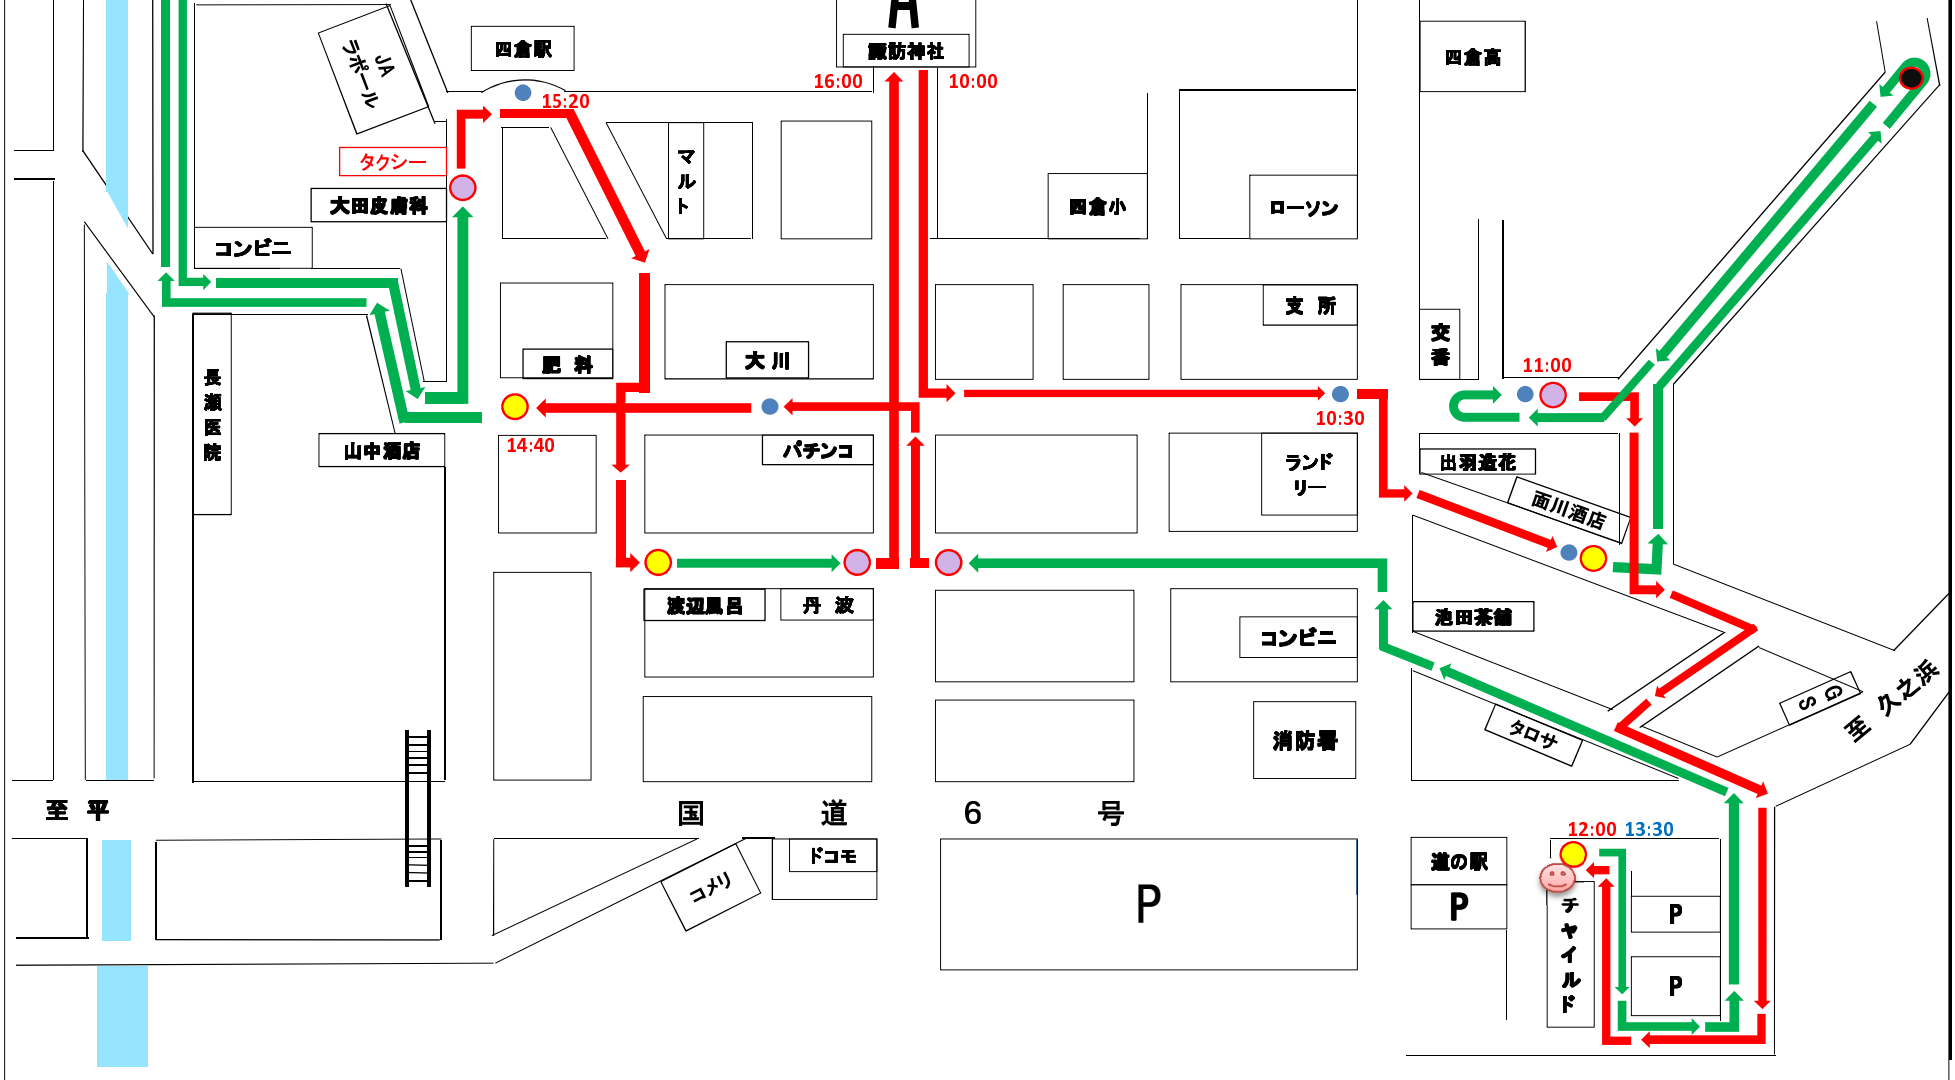 A
諏訪神社
四倉駅
四倉高
JA
ラポール
16:00
10:00
15:20
タクシー
大田皮膚科
マルト
四倉小
ローソン
コンビニ
支 所
交番
肥 料
大 川
11:00
長瀬医院
10:30
山中酒店
14:40
パチンコ
ランド
リー
出羽造花
面川酒店
渡辺風呂
丹 波
池田茶舗
コンビニ
GS
至 久之浜
消防署
タロサ
至 平
国 道 6 号
12:00 13:30
ドコモ
コメリ
道の駅
P
P
チャイルド
P
P